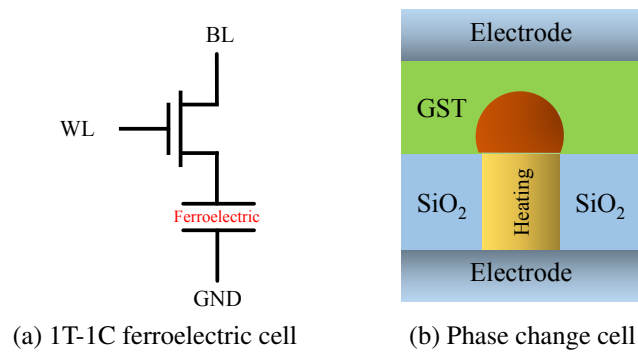 BL
WL
Ferroelectric
GND
(a) 1T-1C ferroelectric cell
Electrode
GST
SiO₂
Heating
SiO₂
Electrode
(b) Phase change cell